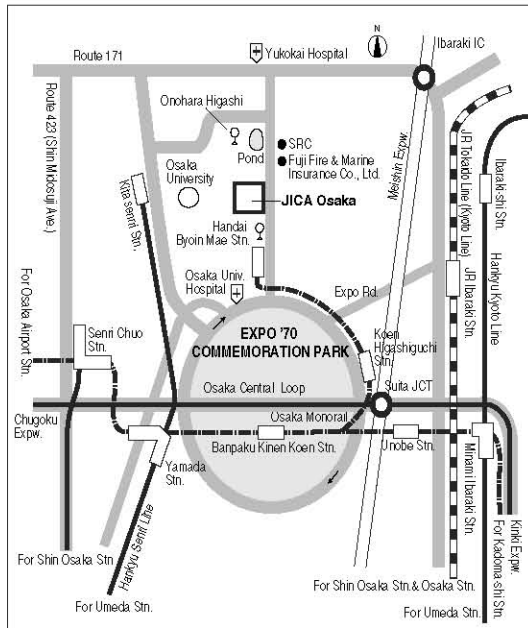 Ibaraki IC
Yukokai Hospital
N
Route 171
Route 423 (Shin Midosuji Ave.)
Onohara Higashi
Pond
SRC
Fuji Fire & Marine
Insurance Co., Ltd.
Meishin Expw.
JR Tokaido Line (Kyoto Line)
Ibaraki-shi Stn.
Osaka
University
JICA Osaka
Kita senri Stn.
Handai
Byoin Mae Stn.
Hankyu Kyoto Line
JR Ibaraki Stn.
Osaka Univ.
Hospital
Expo Rd.
For Osaka Airport Stn.
Senri Chuo
Stn.
EXPO '70
COMMEMORATION PARK
Koen
Higashiguchi
Stn.
Suita JCT
Osaka Central Loop
Chugoku
Expw.
Osaka Monorail
Banpaku Kinen Koen Stn.
Unobe Stn.
Yamada
Stn.
Minami Ibaraki Stn.
Hankyu Senri Line
For Shin Osaka Stn.
For Umeda Stn.
For Shin Osaka Stn. & Osaka Stn.
For Umeda Stn.
For Kadoma-shi Stn.
Kinki Expw.